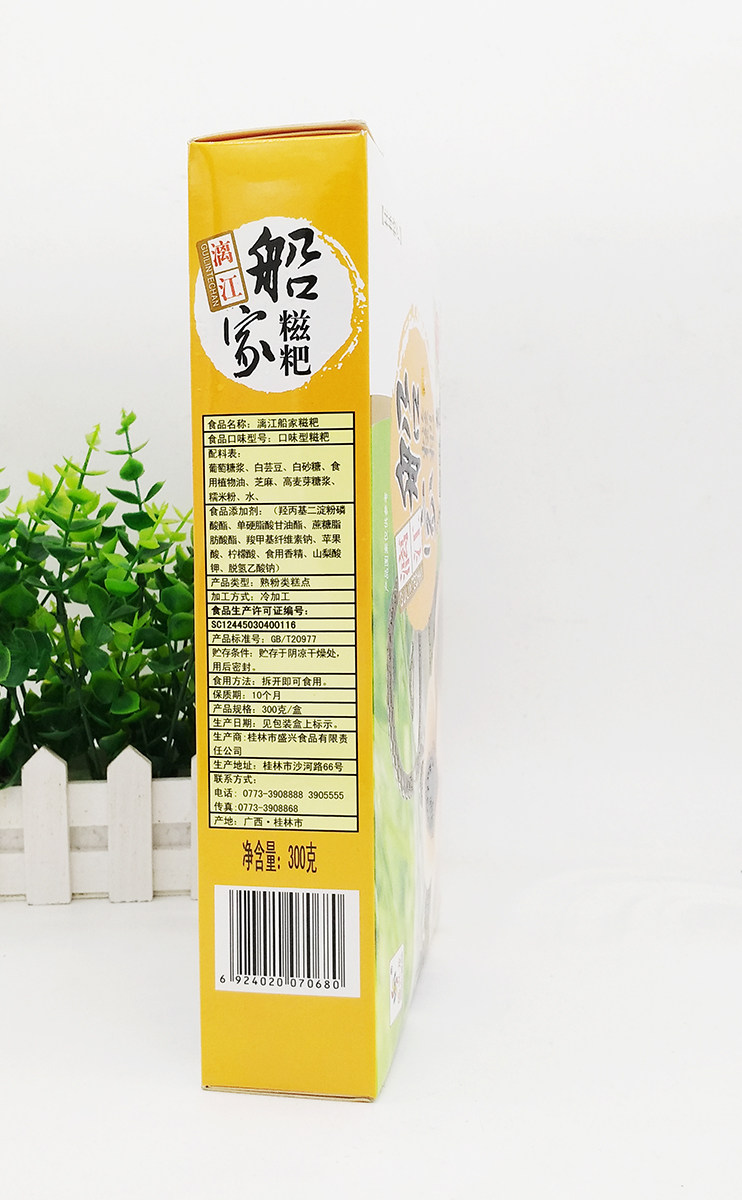 漓江
GUILINTECHAN
船家
糍粑
食品名称：漓江船家糍粑
食品口味型号：口味型糍粑
配料表：
葡萄糖浆、白芸豆、白砂糖、食
用植物油、芝麻、高麦芽糖浆、
糯米粉、水、
食品添加剂：（羟丙基二淀粉磷
酸酯、单硬脂酸甘油酯、蔗糖脂
肪酸酯、羧甲基纤维素钠、苹果
酸、柠檬酸、食用香精、山梨酸
钾、脱氢乙酸钠）
产品类型：熟粉类糕点
加工方式：冷加工
食品生产许可证编号：
SC12445030400116
产品标准号：GB/T20977
贮存条件：贮存于阴凉干燥处，
用后密封。
食用方法：拆开即可食用。
保质期：10个月
产品规格：300克/盒
生产日期：见包装盒上标示。
生产商:桂林市盛兴食品有限责
任公司
生产地址：桂林市沙河路66号
联系方式：
电话：0773-3908888 3905555
传真:0773-3908868
产地：广西·桂林市
净含量：300克
6 924020 070680